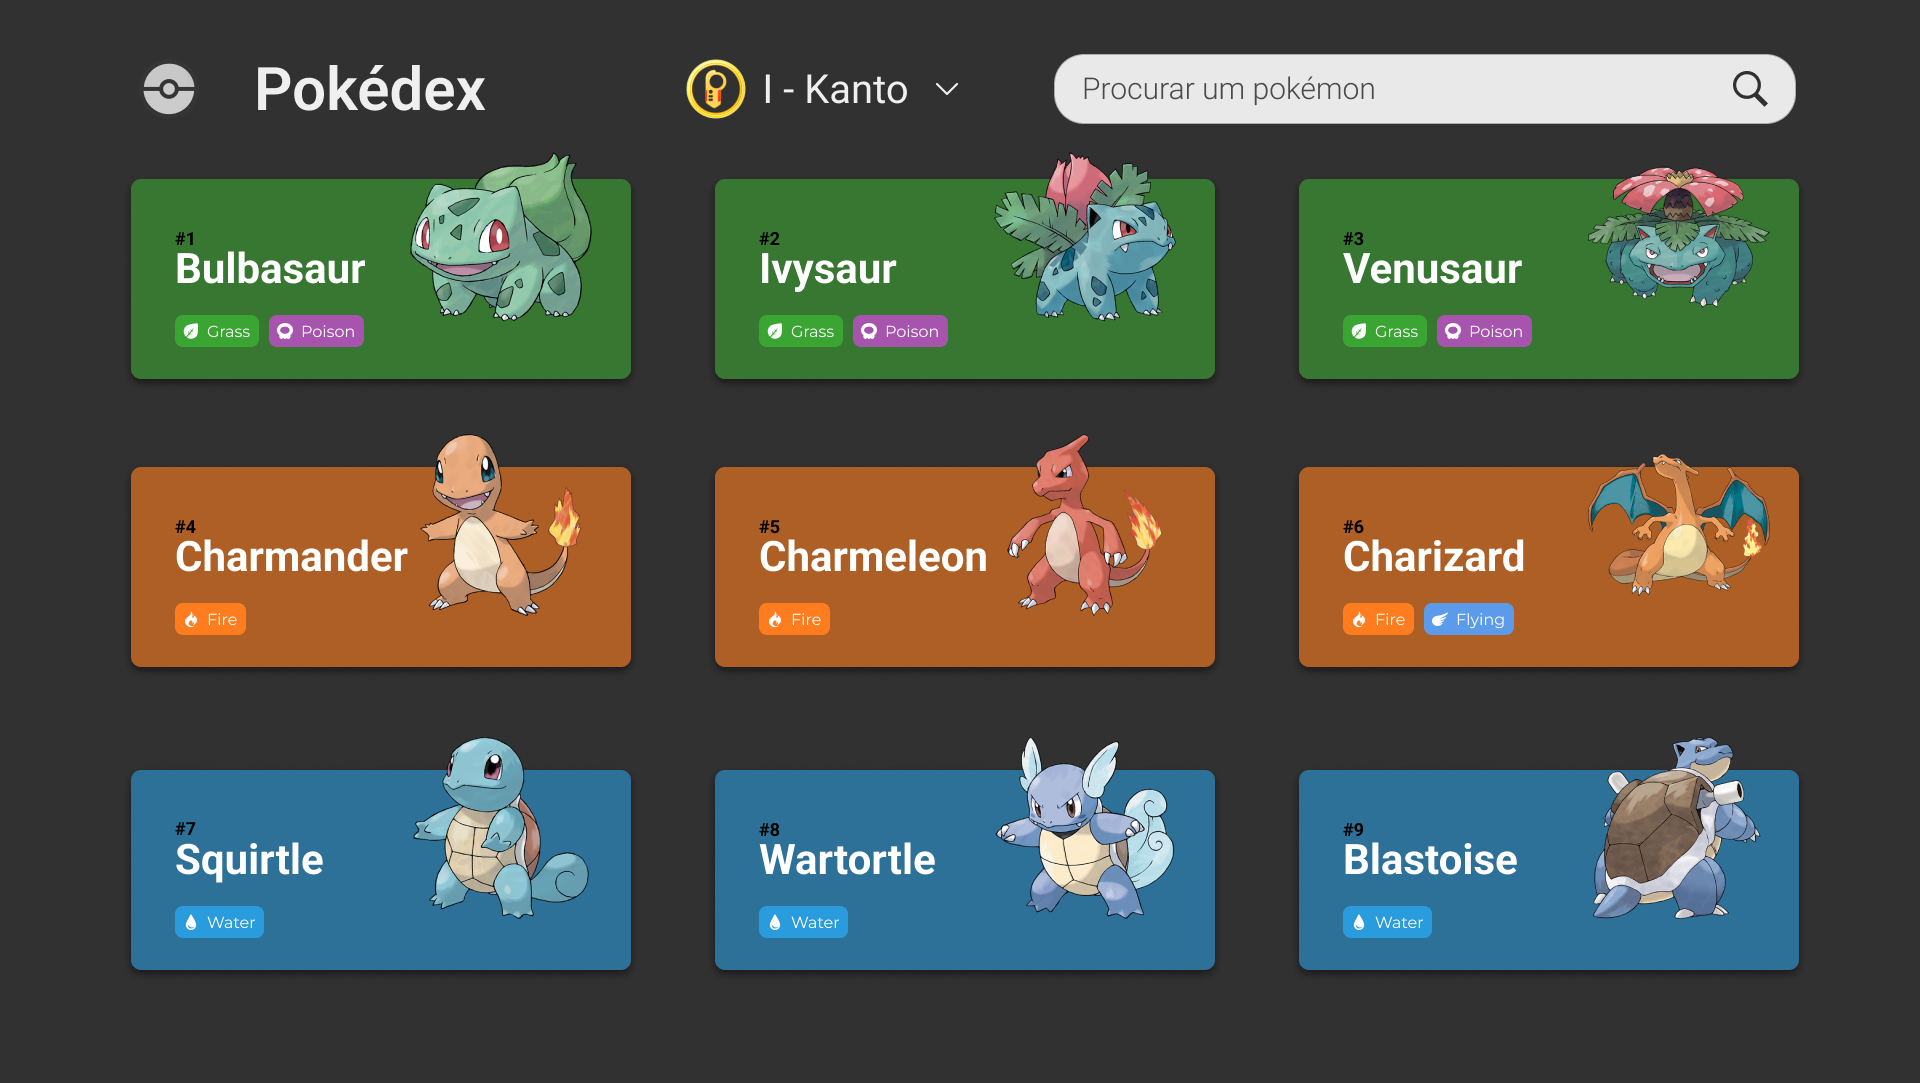 Pokédex
I - Kanto
Procurar um pokémon
#1
Bulbasaur
Grass Poison
#2
Ivysaur
Grass Poison
#3
Venusaur
Grass Poison
#4
Charmander
Fire
#5
Charmeleon
Fire
#6
Charizard
Fire Flying
#7
Squirtle
Water
#8
Wartortle
Water
#9
Blastoise
Water